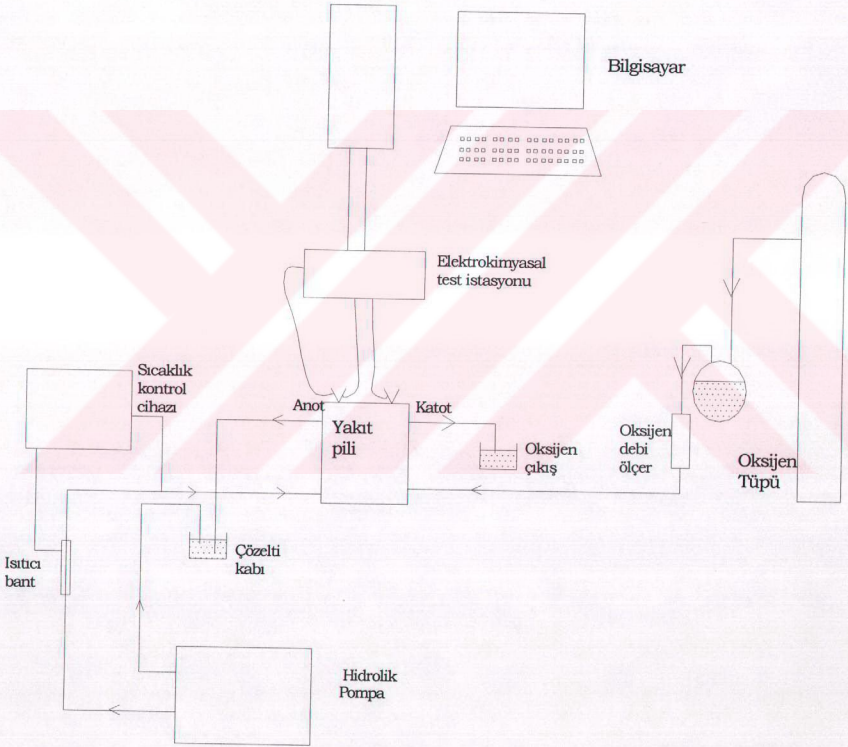 Bilgisayar
Elektrokimyasal
test istasyonu
Sıcaklık
kontrol
cihazı
Anot
Katot
Yakıt
pili
Oksijen
çıkış
Oksijen
debi
ölçer
Oksijen
Tüpü
Isıtıcı
bant
Çözelti
kabı
Hidrolik
Pompa